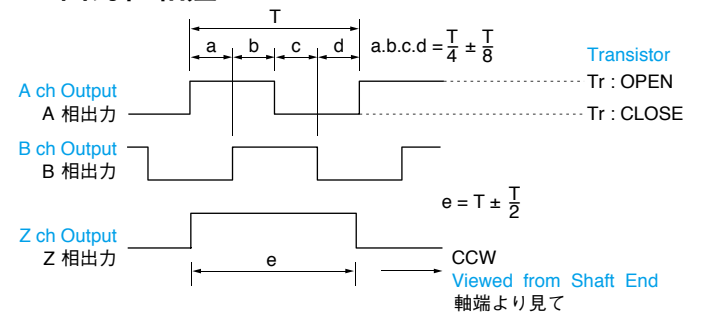 T
a b c d
a.b.c.d = T/4 ± T/8
Transistor
Tr : OPEN
A ch Output
A 相出力
Tr : CLOSE
B ch Output
B 相出力
e = T ± T/2
Z ch Output
Z 相出力
e
CCW
Viewed from Shaft End
軸端より見て